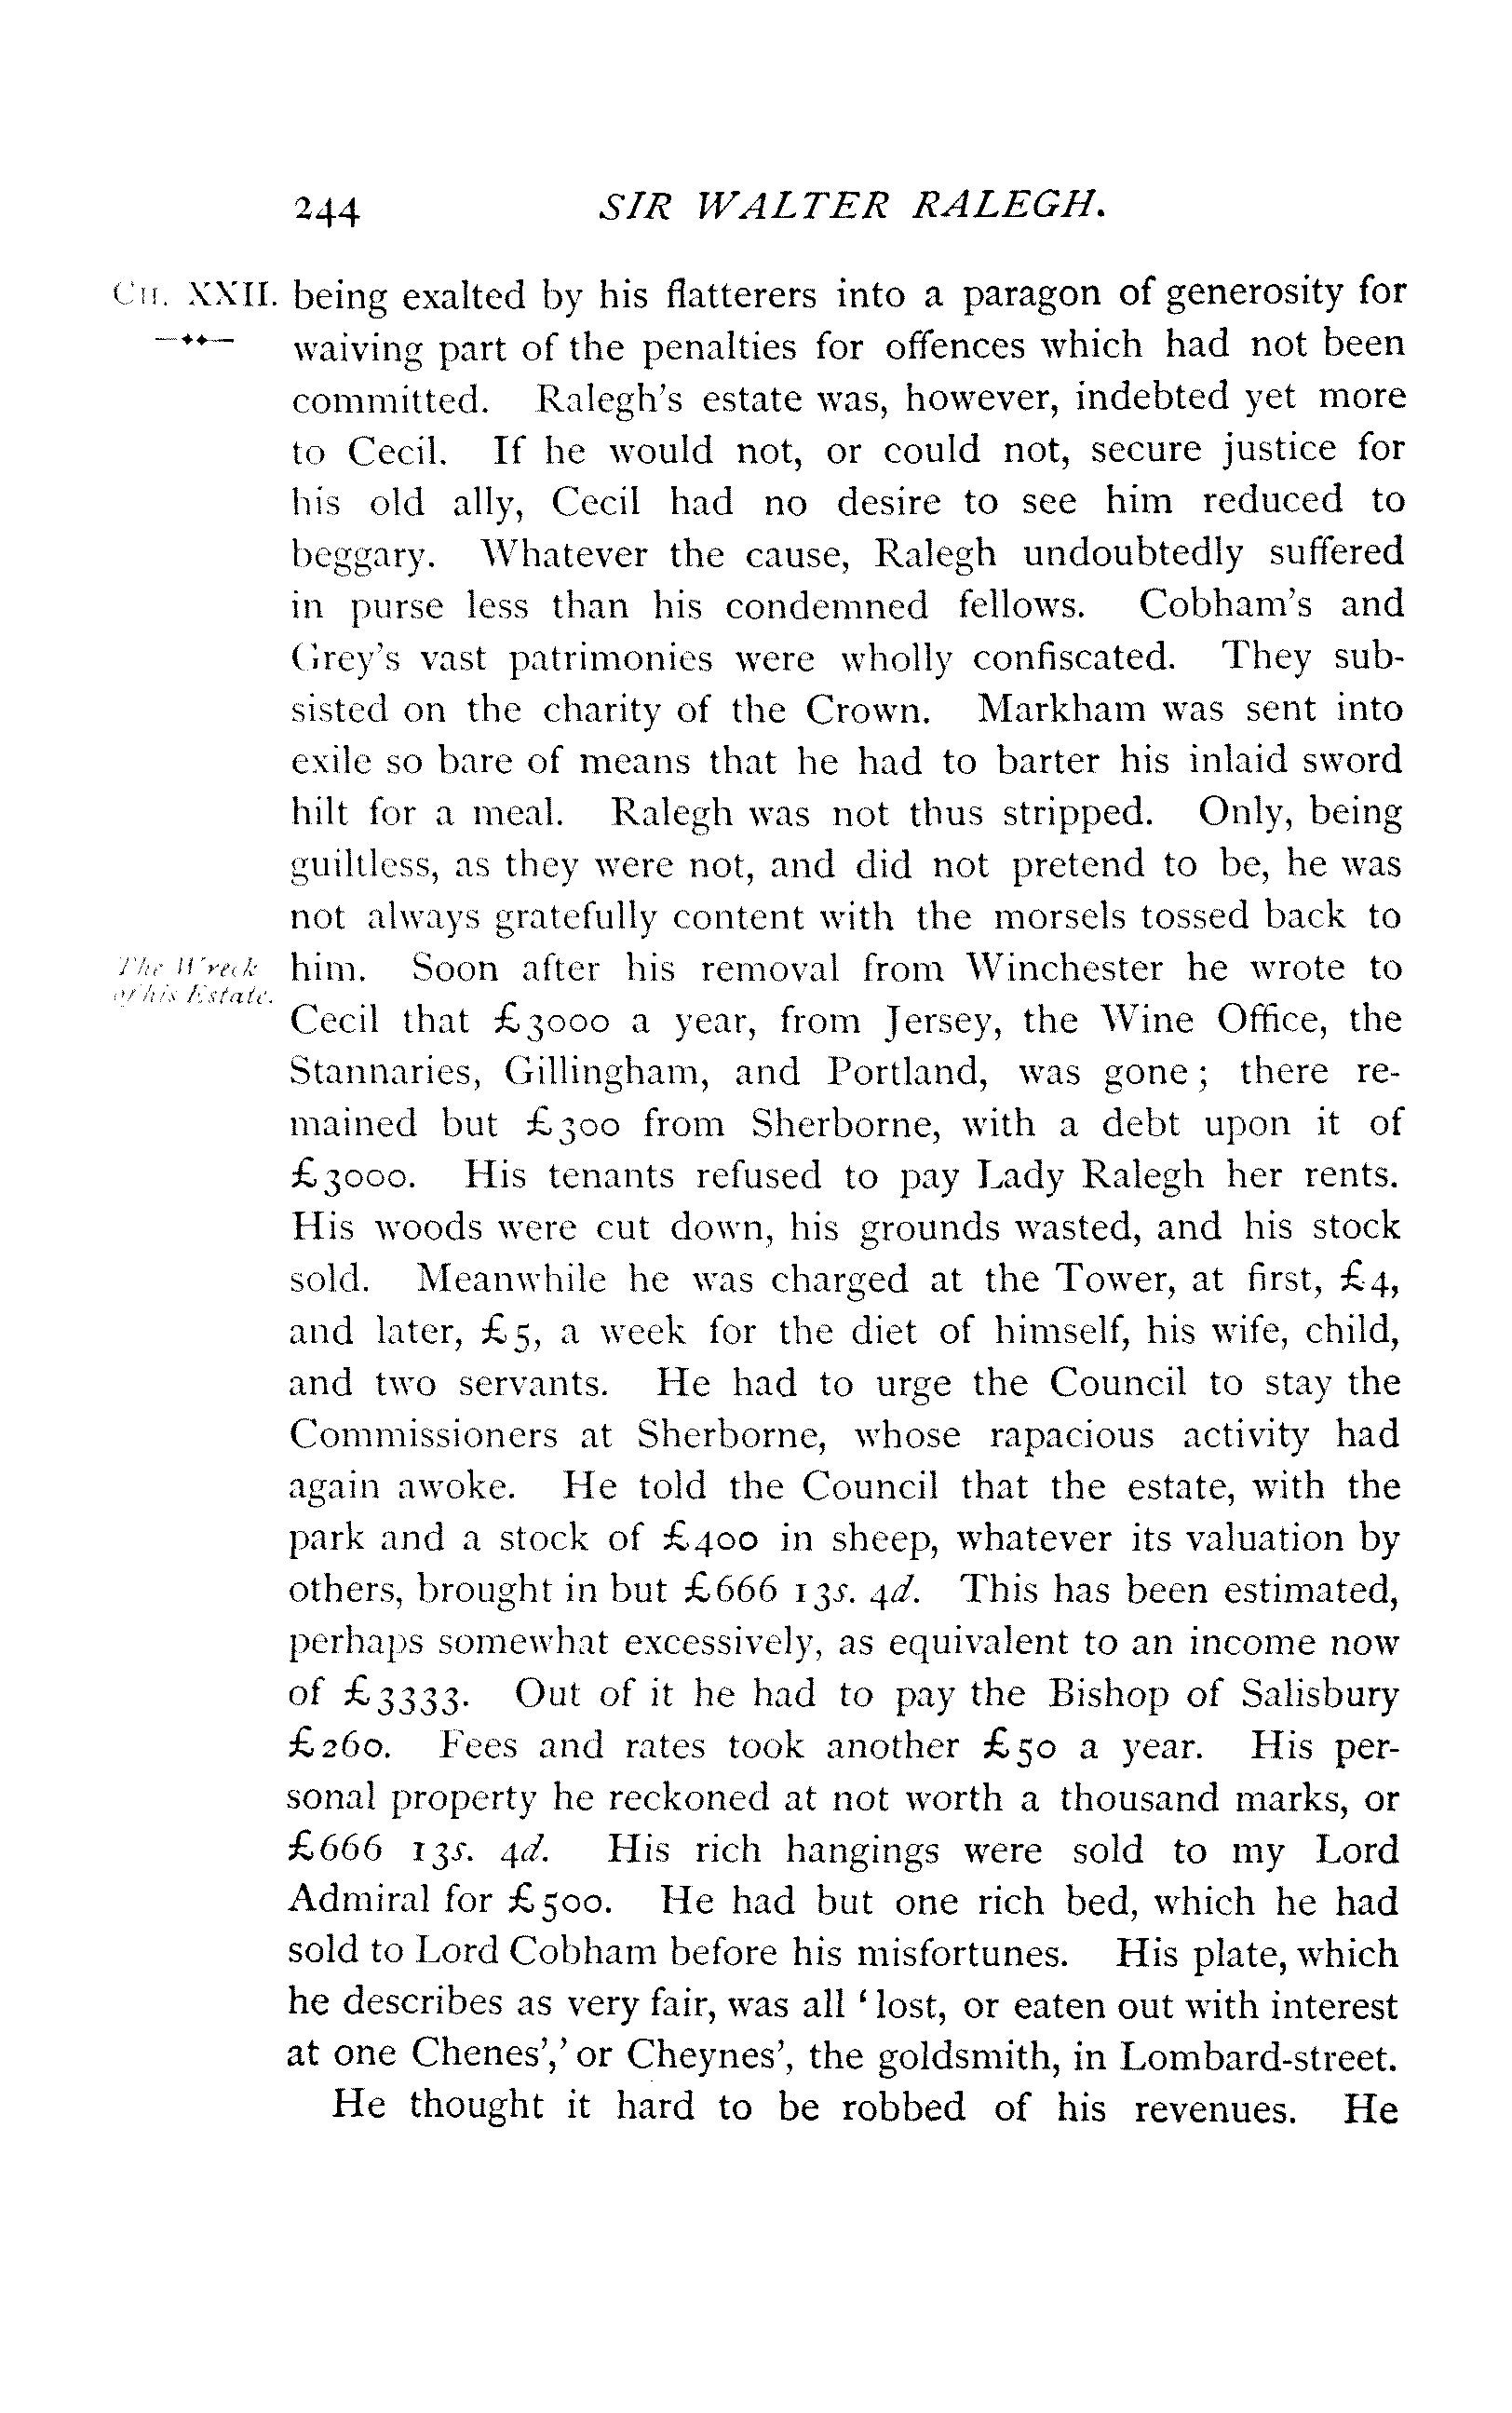 244 SIR WALTER RALEGH.
CH. XXII. being exalted by his flatterers into a paragon of generosity for
waiving part of the penalties for offences which had not been
committed. Ralegh's estate was, however, indebted yet more
to Cecil. If he would not, or could not, secure justice for
his old ally, Cecil had no desire to see him reduced to
beggary. Whatever the cause, Ralegh undoubtedly suffered
in purse less than his condemned fellows. Cobham's and
Grey's vast patrimonies were wholly confiscated. They sub-
sisted on the charity of the Crown. Markham was sent into
exile so bare of means that he had to barter his inlaid sword
hilt for a meal. Ralegh was not thus stripped. Only, being
guiltless, as they were not, and did not pretend to be, he was
not always gratefully content with the morsels tossed back to
The Wreck
of his Estate.
him. Soon after his removal from Winchester he wrote to
Cecil that £3000 a year, from Jersey, the Wine Office, the
Stannaries, Gillingham, and Portland, was gone; there re-
mained but £300 from Sherborne, with a debt upon it of
£3000. His tenants refused to pay Lady Ralegh her rents.
His woods were cut down, his grounds wasted, and his stock
sold. Meanwhile he was charged at the Tower, at first, £4,
and later, £5, a week for the diet of himself, his wife, child,
and two servants. He had to urge the Council to stay the
Commissioners at Sherborne, whose rapacious activity had
again awoke. He told the Council that the estate, with the
park and a stock of £400 in sheep, whatever its valuation by
others, brought in but £666 13s. 4d. This has been estimated,
perhaps somewhat excessively, as equivalent to an income now
of £3333. Out of it he had to pay the Bishop of Salisbury
£260. Fees and rates took another £50 a year. His per-
sonal property he reckoned at not worth a thousand marks, or
£666 13s. 4d. His rich hangings were sold to my Lord
Admiral for £500. He had but one rich bed, which he had
sold to Lord Cobham before his misfortunes. His plate, which
he describes as very fair, was all 'lost, or eaten out with interest
at one Chenes',' or Cheynes', the goldsmith, in Lombard-street.
He thought it hard to be robbed of his revenues. He